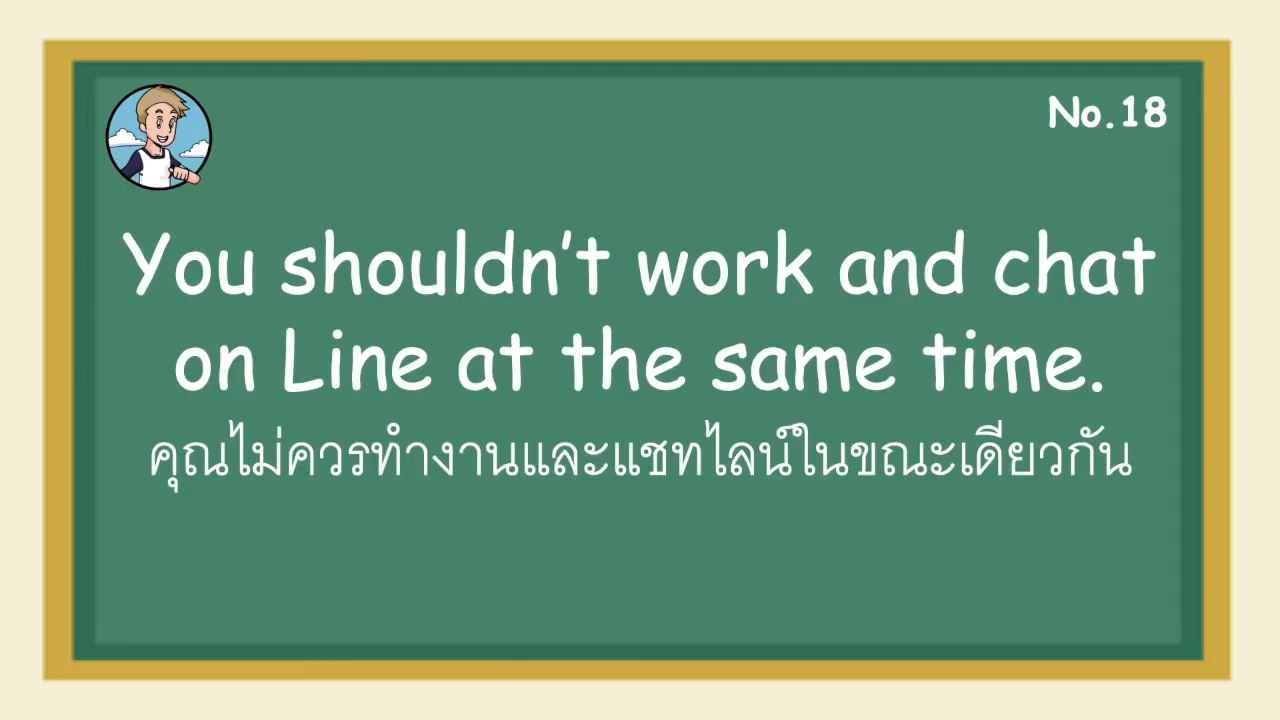 No.18
You shouldn't work and chat
on Line at the same time.
คุณไม่ควรทำงานและแชทไลน์ในขณะเดียวกัน